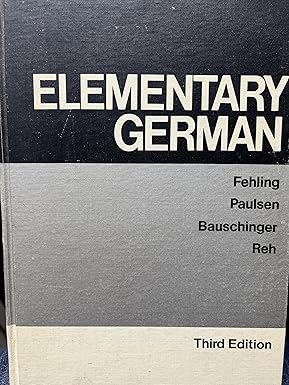 ELEMENTARY
GERMAN
Fehling
Paulsen
Bauschinger
Reh
Third Edition